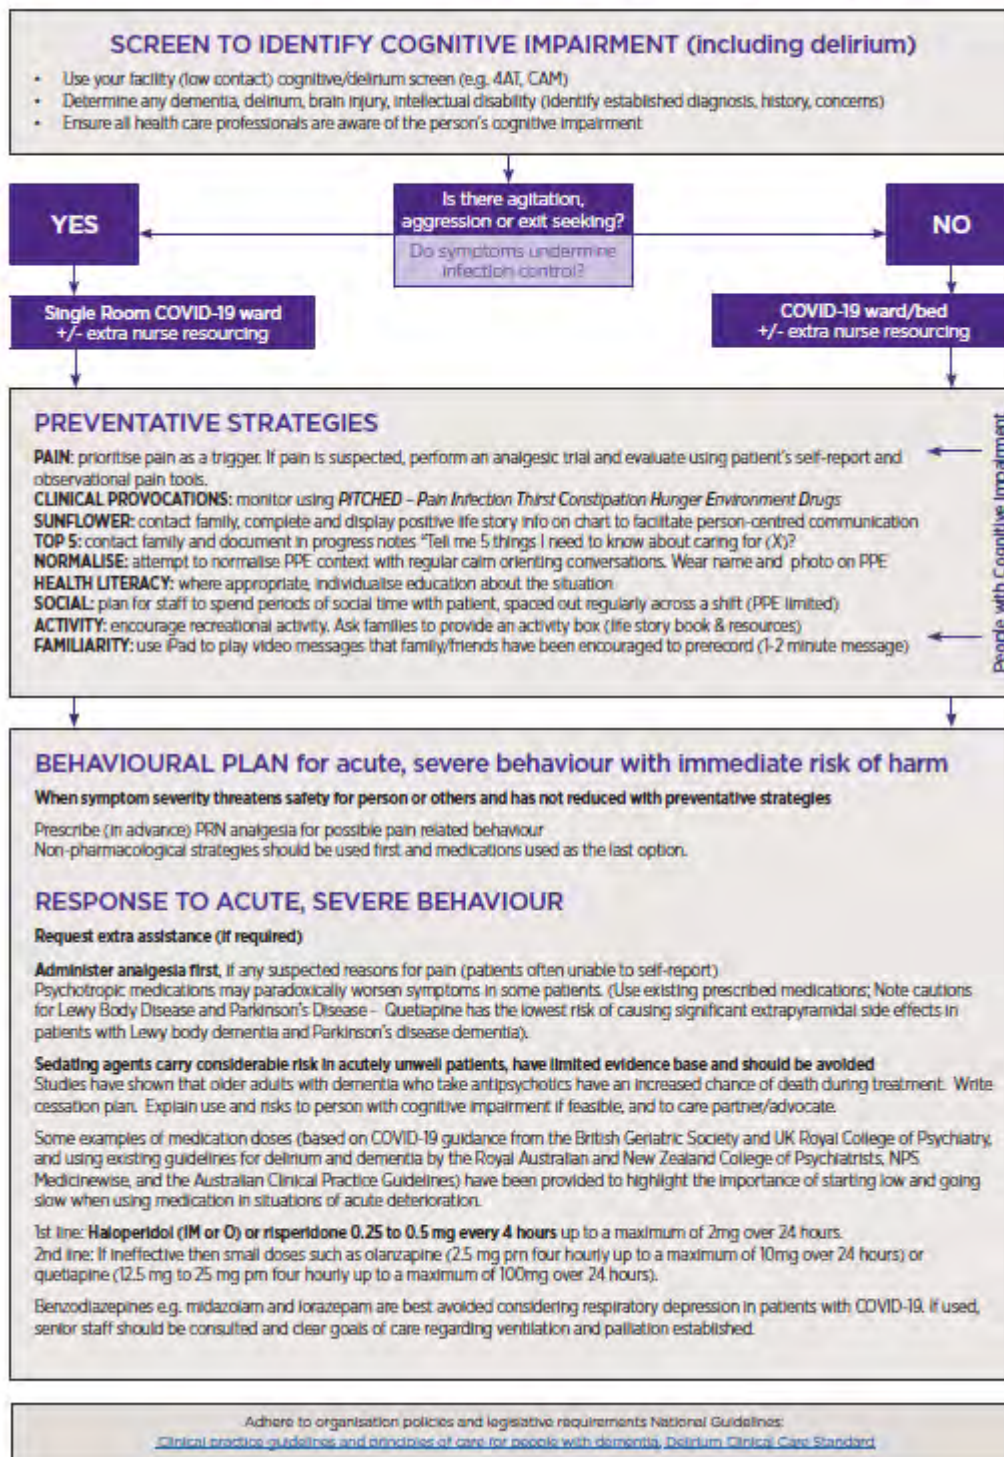 SCREEN TO IDENTIFY COGNITIVE IMPAIRMENT (including delirium)
• Use your facility (low contact) cognitive/delirium screen (e.g. 4AT, CAM)
• Determine any dementia, delirium, brain injury, intellectual disability (identify established diagnosis, history, concerns)
• Ensure all health care professionals are aware of the person's cognitive impairment
YES
Is there agitation,
aggression or exit seeking?
Do symptoms undermine
infection control?
NO
Single Room COVID-19 ward
+/- extra nurse resourcing
COVID-19 ward/bed
+/- extra nurse resourcing
PREVENTATIVE STRATEGIES
PAIN: prioritise pain as a trigger. If pain is suspected, perform an analgesic trial and evaluate using patient's self-report and
observational pain tools.
CLINICAL PROVOCATIONS: monitor using PITCHED – Pain Infection Thirst Constipation Hunger Environment Drugs
SUNFLOWER: contact family, complete and display positive life story info on chart to facilitate person-centred communication
TOP 5: contact family and document in progress notes "Tell me 5 things I need to know about caring for (X)?
NORMALISE: attempt to normalise PPE context with regular calm orienting conversations. Wear name and photo on PPE
HEALTH LITERACY: where appropriate, individualise education about the situation
SOCIAL: plan for staff to spend periods of social time with patient, spaced out regularly across a shift (PPE limited)
ACTIVITY: encourage recreational activity. Ask families to provide an activity box (life story book & resources)
FAMILIARITY: use iPad to play video messages that family/friends have been encouraged to prerecord (1-2 minute message)
People with Cognitive Impairment
BEHAVIOURAL PLAN for acute, severe behaviour with immediate risk of harm
When symptom severity threatens safety for person or others and has not reduced with preventative strategies
Prescribe (in advance) PRN analgesia for possible pain related behaviour
Non-pharmacological strategies should be used first and medications used as the last option.
RESPONSE TO ACUTE, SEVERE BEHAVIOUR
Request extra assistance (if required)
Administer analgesia first, if any suspected reasons for pain (patients often unable to self-report)
Psychotropic medications may paradoxically worsen symptoms in some patients. (Use existing prescribed medications; Note cautions
for Lewy Body Disease and Parkinson's Disease - Quetiapine has the lowest risk of causing significant extrapyramidal side effects in
patients with Lewy body dementia and Parkinson's disease dementia).
Sedating agents carry considerable risk in acutely unwell patients, have limited evidence base and should be avoided
Studies have shown that older adults with dementia who take antipsychotics have an increased chance of death during treatment. Write
cessation plan. Explain use and risks to person with cognitive impairment if feasible, and to care partner/advocate.
Some examples of medication doses (based on COVID-19 guidance from the British Geriatric Society and UK Royal College of Psychiatry,
and using existing guidelines for delirium and dementia by the Royal Australian and New Zealand College of Psychiatrists, NPS
Medicinewise, and the Australian Clinical Practice Guidelines) have been provided to highlight the importance of starting low and going
slow when using medication in situations of acute deterioration.
1st line: Haloperidol (IM or O) or risperidone 0.25 to 0.5 mg every 4 hours up to a maximum of 2mg over 24 hours.
2nd line: If ineffective then small doses such as olanzapine (2.5 mg prn four hourly up to a maximum of 10mg over 24 hours) or
quetiapine (12.5 mg to 25 mg prn four hourly up to a maximum of 100mg over 24 hours).
Benzodiazepines e.g. midazolam and lorazepam are best avoided considering respiratory depression in patients with COVID-19. If used,
senior staff should be consulted and clear goals of care regarding ventilation and palliation established.
Adhere to organisation policies and legislative requirements National Guidelines:
Clinical practice guidelines and principles of care for people with dementia, Delirium Clinical Care Standard